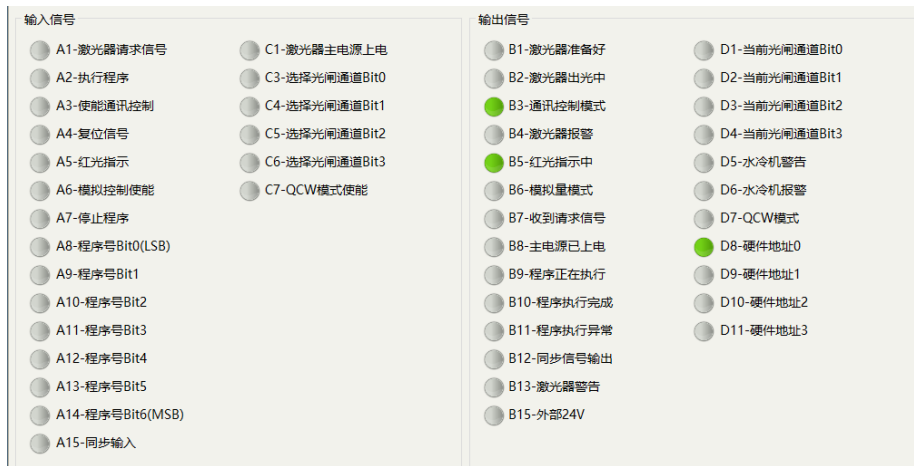 输入信号
A1-激光器请求信号
A2-执行程序
A3-使能通讯控制
A4-复位信号
A5-红光指示
A6-模拟控制使能
A7-停止程序
A8-程序号Bit0(LSB)
A9-程序号Bit1
A10-程序号Bit2
A11-程序号Bit3
A12-程序号Bit4
A13-程序号Bit5
A14-程序号Bit6(MSB)
A15-同步输入
C1-激光器主电源上电
C3-选择光闸通道Bit0
C4-选择光闸通道Bit1
C5-选择光闸通道Bit2
C6-选择光闸通道Bit3
C7-QCW模式使能
输出信号
B1-激光器准备好
B2-激光器出光中
B3-通讯控制模式
B4-激光器报警
B5-红光指示中
B6-模拟量模式
B7-收到请求信号
B8-主电源已上电
B9-程序正在执行
B10-程序执行完成
B11-程序执行异常
B12-同步信号输出
B13-激光器警告
B15-外部24V
D1-当前光闸通道Bit0
D2-当前光闸通道Bit1
D3-当前光闸通道Bit2
D4-当前光闸通道Bit3
D5-水冷机警告
D6-水冷机报警
D7-QCW模式
D8-硬件地址0
D9-硬件地址1
D10-硬件地址2
D11-硬件地址3